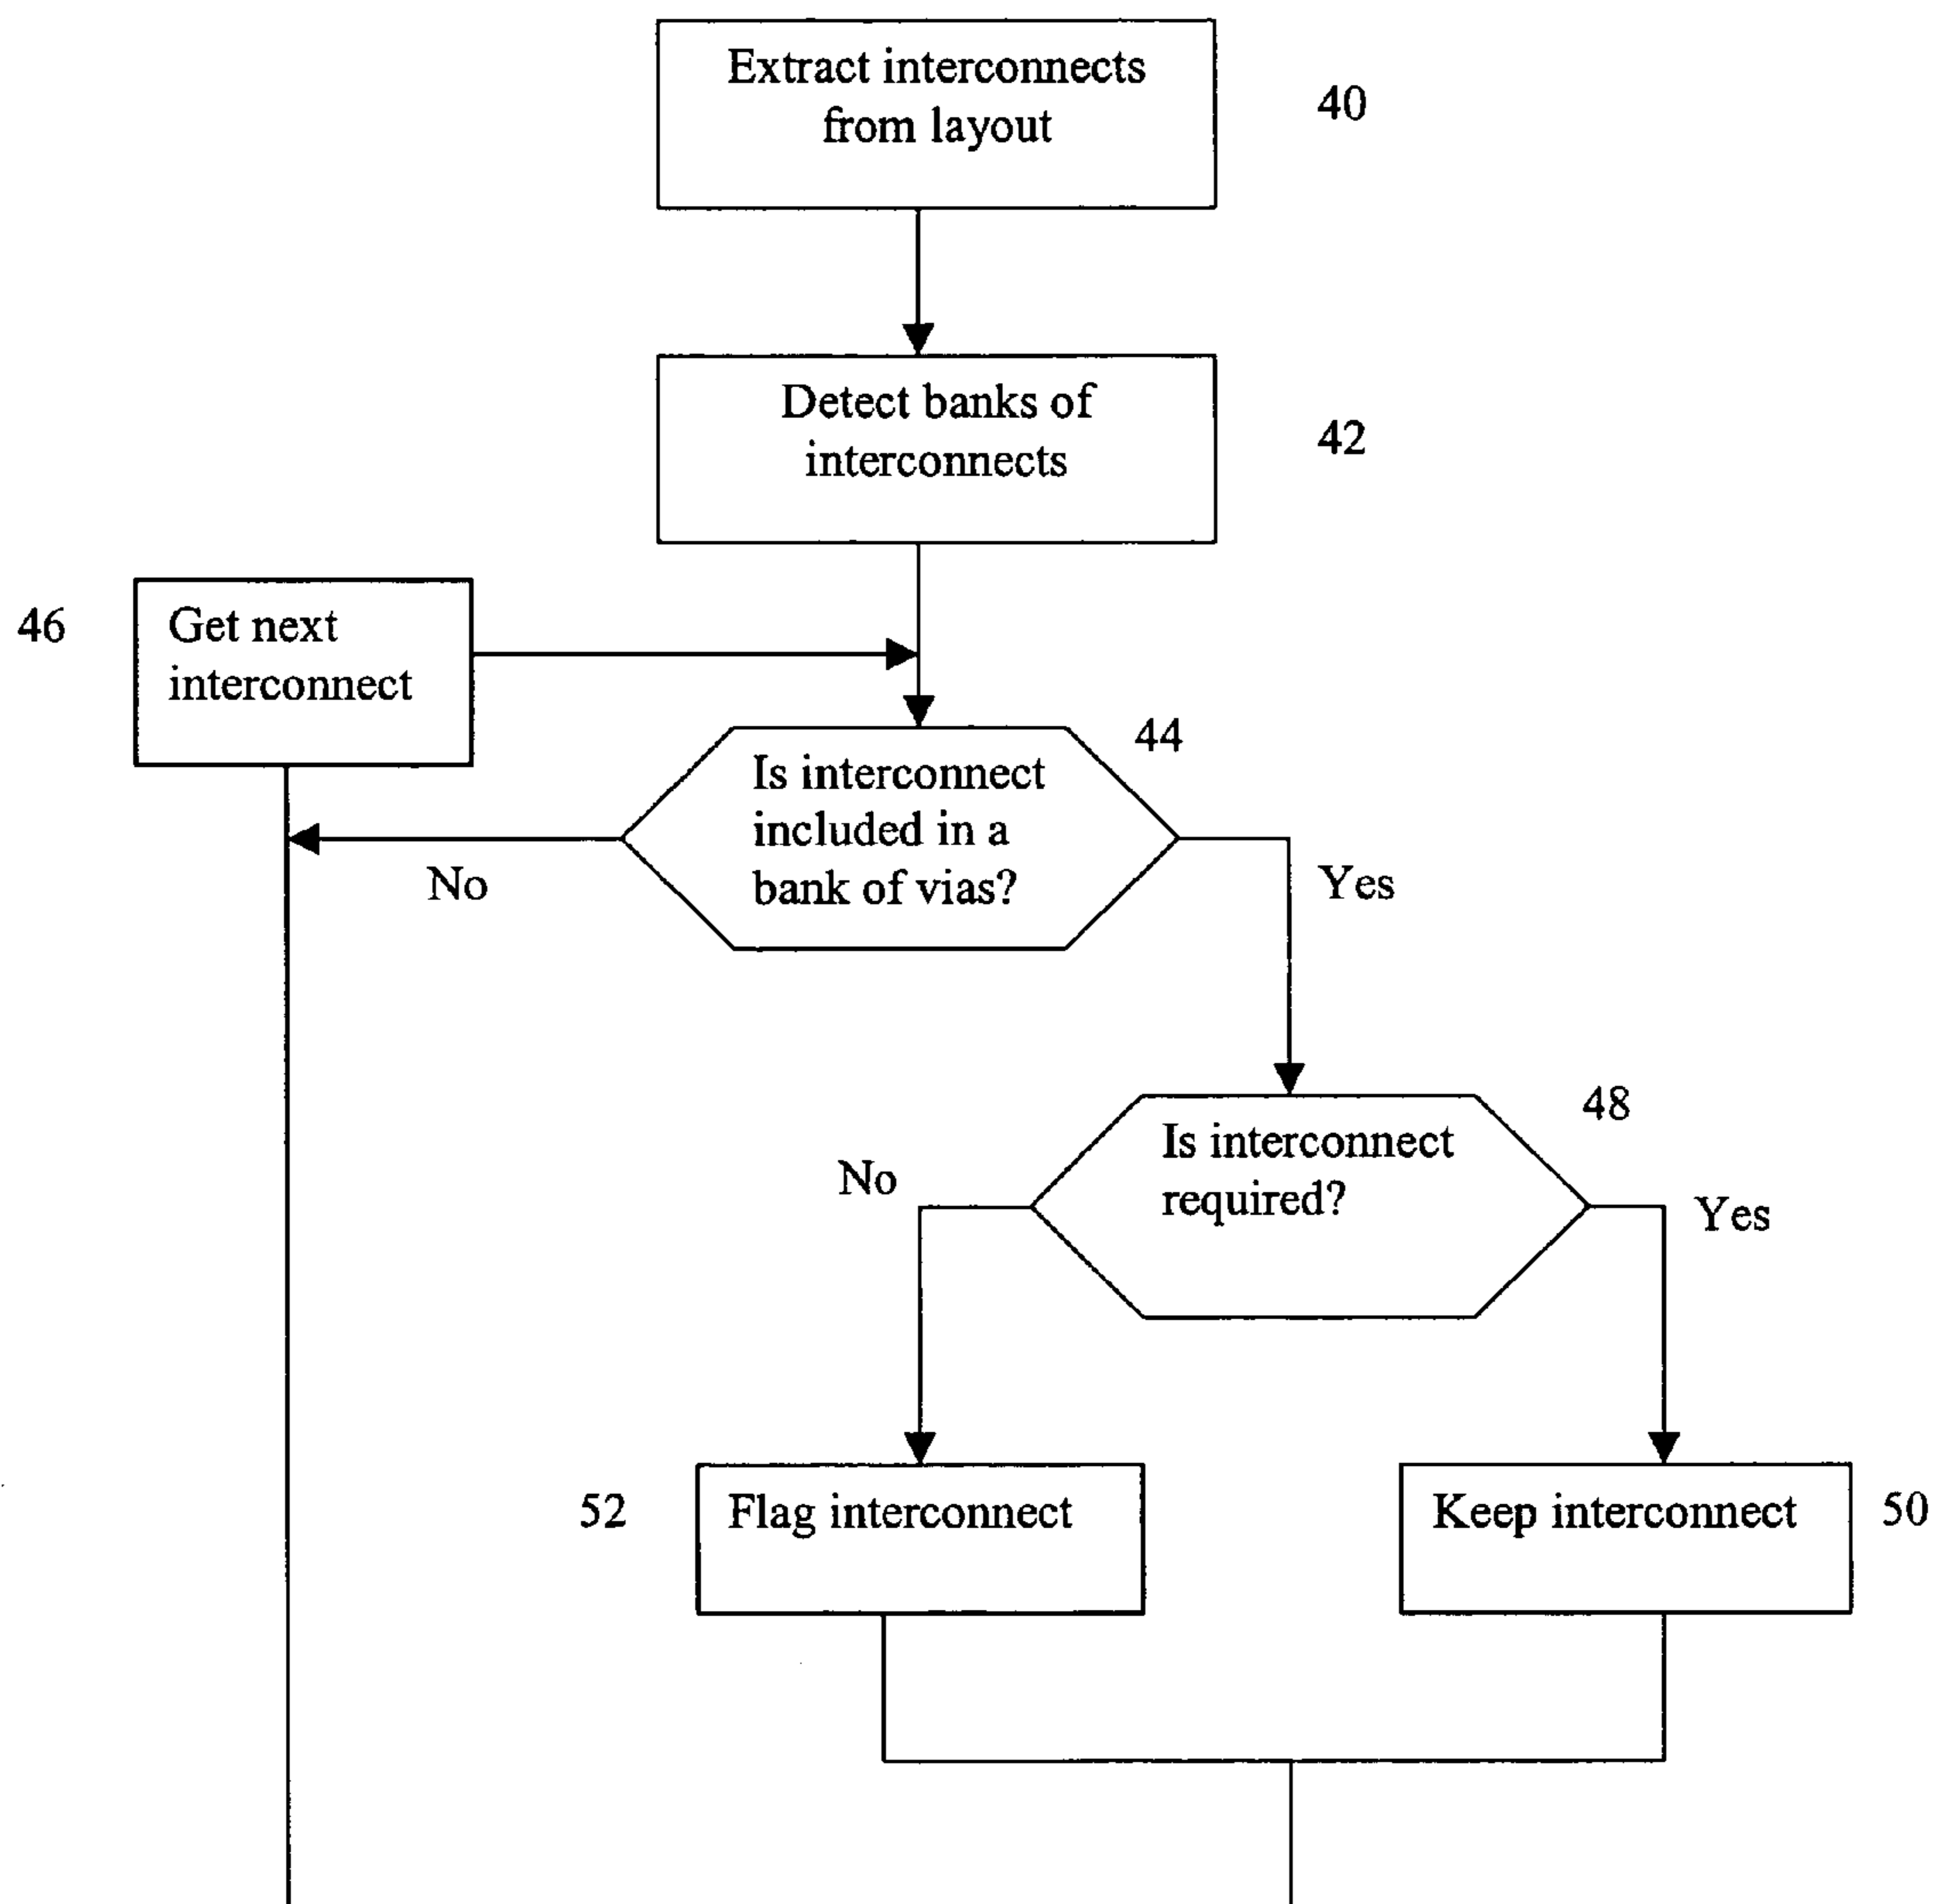 Extract interconnects
from layout
40
Detect banks of
interconnects
42
46
Get next
interconnect
44
Is interconnect
included in a
bank of vias?
No
Yes
48
Is interconnect
required?
No
Yes
52
Flag interconnect
Keep interconnect
50